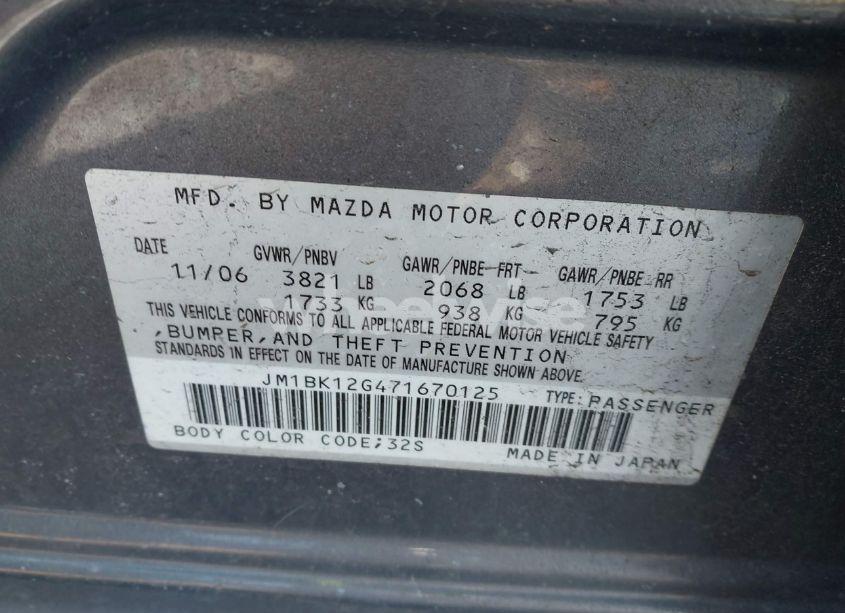 MFD. BY MAZDA MOTOR CORPORATION
DATE GVWR/PNBV GAWR/PNBE FRT GAWR/PNBE RR
11/06 3821 LB 2068 LB 1753 LB
1733 KG 938 KG 795 KG
THIS VEHICLE CONFORMS TO ALL APPLICABLE FEDERAL MOTOR VEHICLE SAFETY
,BUMPER,AND THEFT PREVENTION
STANDARDS IN EFFECT ON THE DATE OF MANUFACTURE SHOWN ABOVE.
JM1BK12G471670125 TYPE:PASSENGER
BODY COLOR CODE;32S MADE IN JAPAN